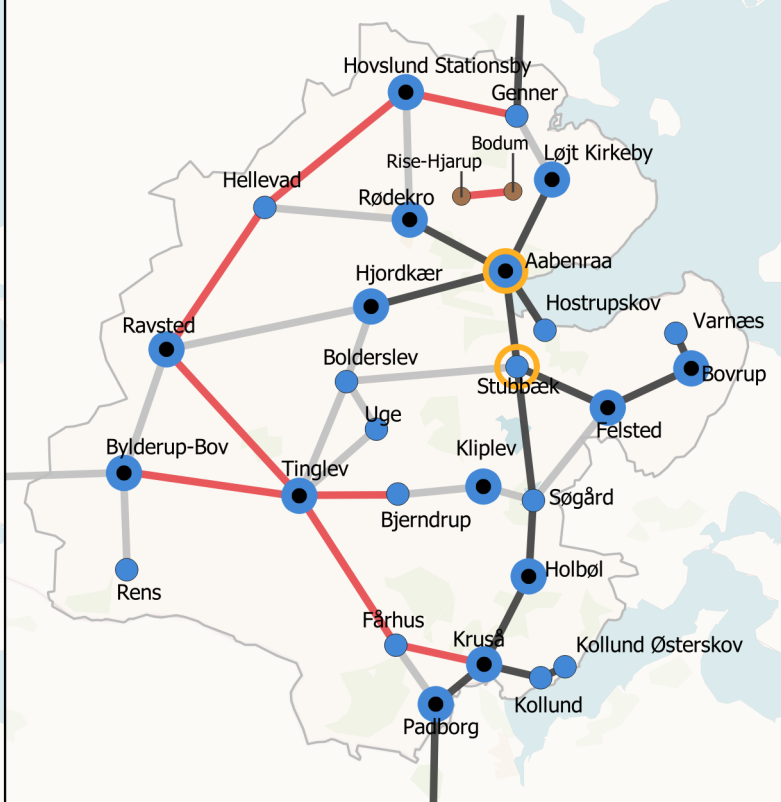 Hovslund Stationsby
Genner
Bodum
Rise-Hjarup
Løjt Kirkeby
Hellevad
Rødekro
Aabenraa
Hjordkær
Hostrupskov
Ravsted
Varnæs
Bolderslev
Stubbæk
Bovrup
Uge
Felsted
Bylderup-Bov
Kliplev
Tinglev
Søgård
Bjerndrup
Holbøl
Rens
Fårhus
Kruså
Kollund Østerskov
Kollund
Padborg